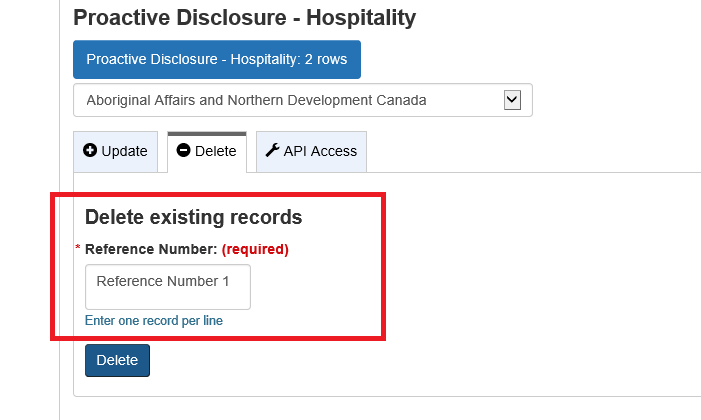 Proactive Disclosure - Hospitality
Proactive Disclosure - Hospitality: 2 rows
Aboriginal Affairs and Northern Development Canada
Update Delete API Access
Delete existing records
* Reference Number: (required)
Reference Number 1
Enter one record per line
Delete